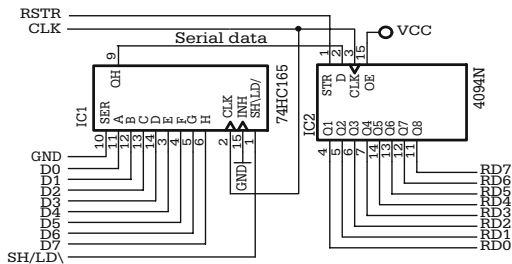 RSTR
CLK
Serial data
VCC
9
1
2
3
15
QH
IC1
74HC165
SER
A
B
C
D
E
F
G
H
CLK
INH
SH\LD/
10
11
12
13
14
3
4
5
6
2
15
1
GND
STR
D
CLK
OE
IC2
4094N
Q1
Q2
Q3
Q4
Q5
Q6
Q7
Q8
4
5
6
7
14
13
12
11
GND
D0
D1
D2
D3
D4
D5
D6
D7
SH/LD\
RD7
RD6
RD5
RD4
RD3
RD2
RD1
RD0